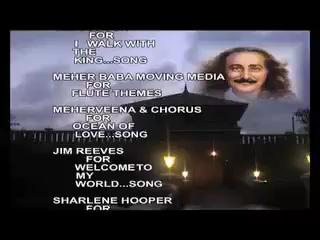 FOR
I WALK WITH
THE
KING...SONG
MEHER BABA MOVING MEDIA
FOR
FLUTE THEMES
MEHERVEENA & CHORUS
FOR
OCEAN OF
LOVE...SONG
JIM REEVES
FOR
WELCOMETO
MY
WORLD...SONG
SHARLENE HOOPER
FOR